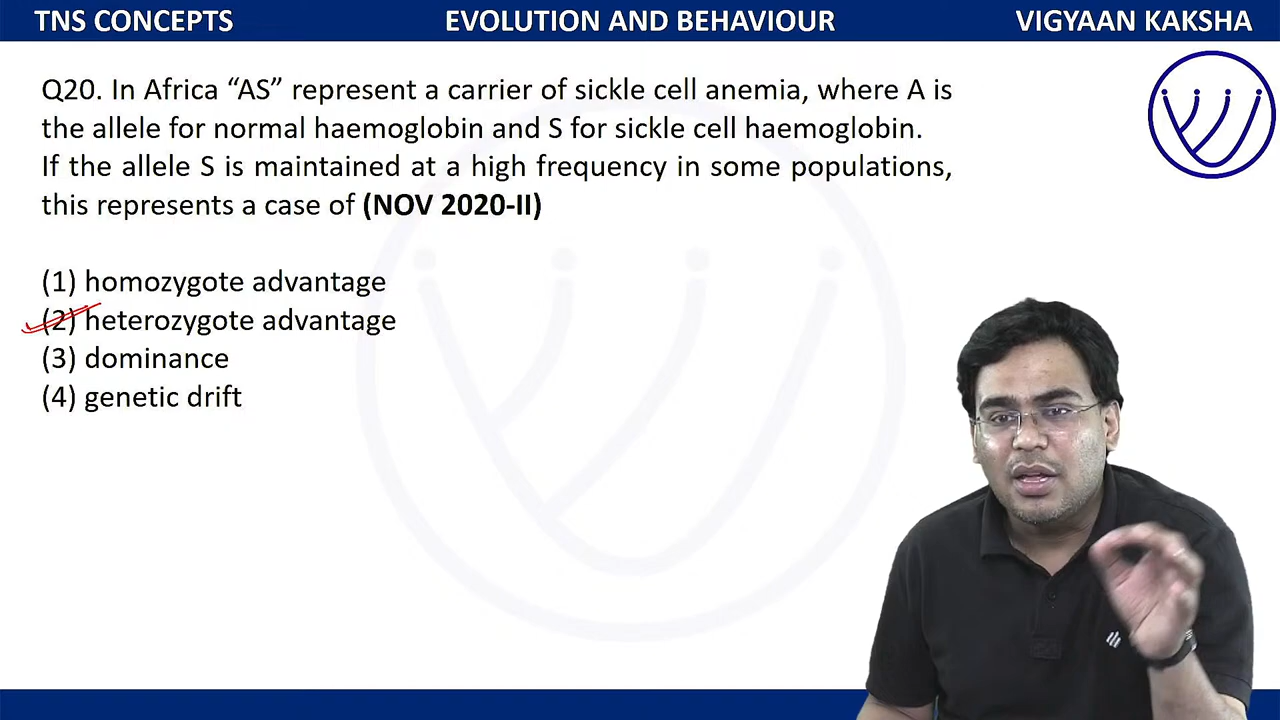 TNS CONCEPTS EVOLUTION AND BEHAVIOUR VIGYAAN KAKSHA
Q20. In Africa “AS” represent a carrier of sickle cell anemia, where A is
the allele for normal haemoglobin and S for sickle cell haemoglobin.
If the allele S is maintained at a high frequency in some populations,
this represents a case of (NOV 2020-II)
(1) homozygote advantage
(2) heterozygote advantage
(3) dominance
(4) genetic drift